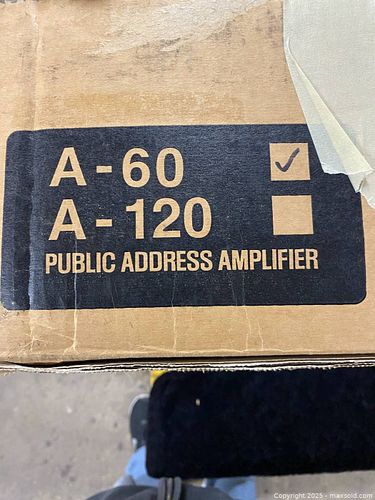 A-60 ✓
A-120
PUBLIC ADDRESS AMPLIFIER
Copyright 2025 - maxsold.com